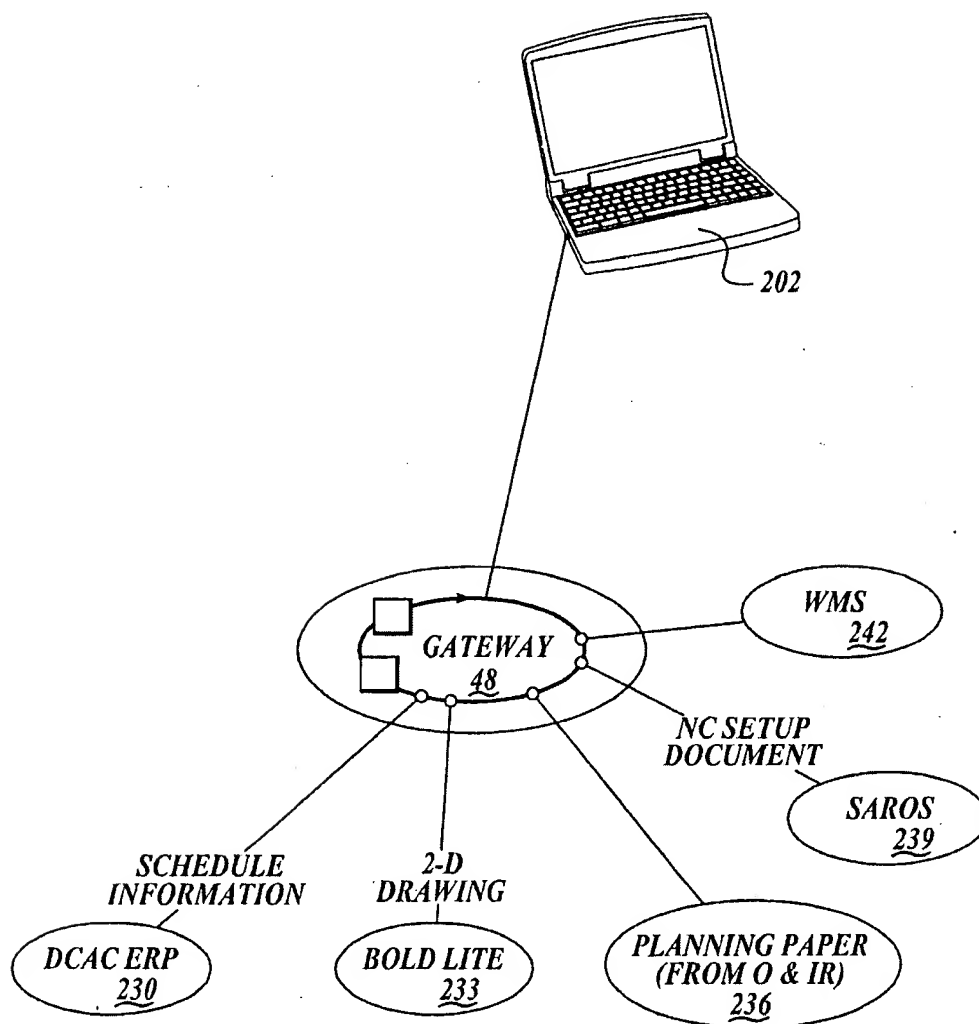 202
WMS
242
GATEWAY
48
NC SETUP
DOCUMENT
SAROS
239
SCHEDULE
INFORMATION
2-D
DRAWING
DCAC ERP
230
BOLD LITE
233
PLANNING PAPER
(FROM O & IR)
236